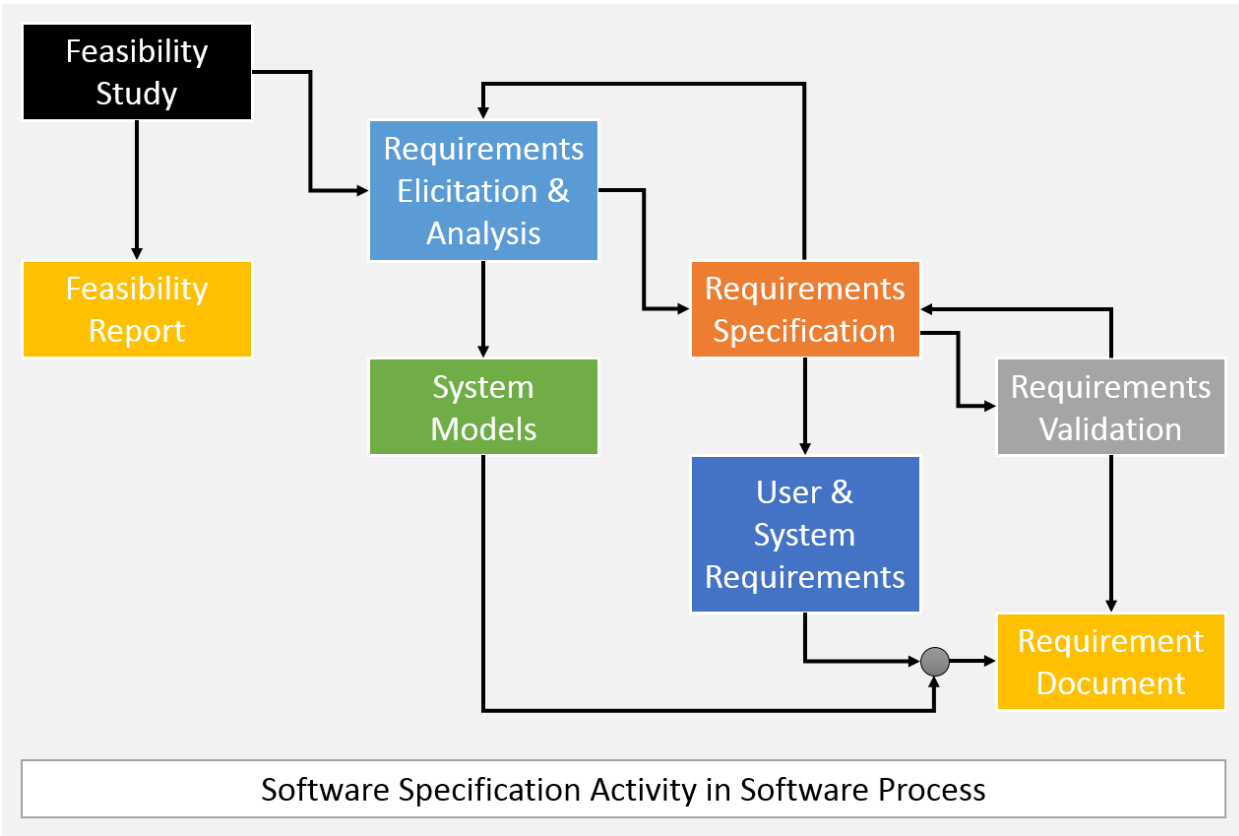 Feasibility
Study
Requirements
Elicitation &
Analysis
Feasibility
Report
Requirements
Specification
System
Models
Requirements
Validation
User &
System
Requirements
Requirement
Document
Software Specification Activity in Software Process